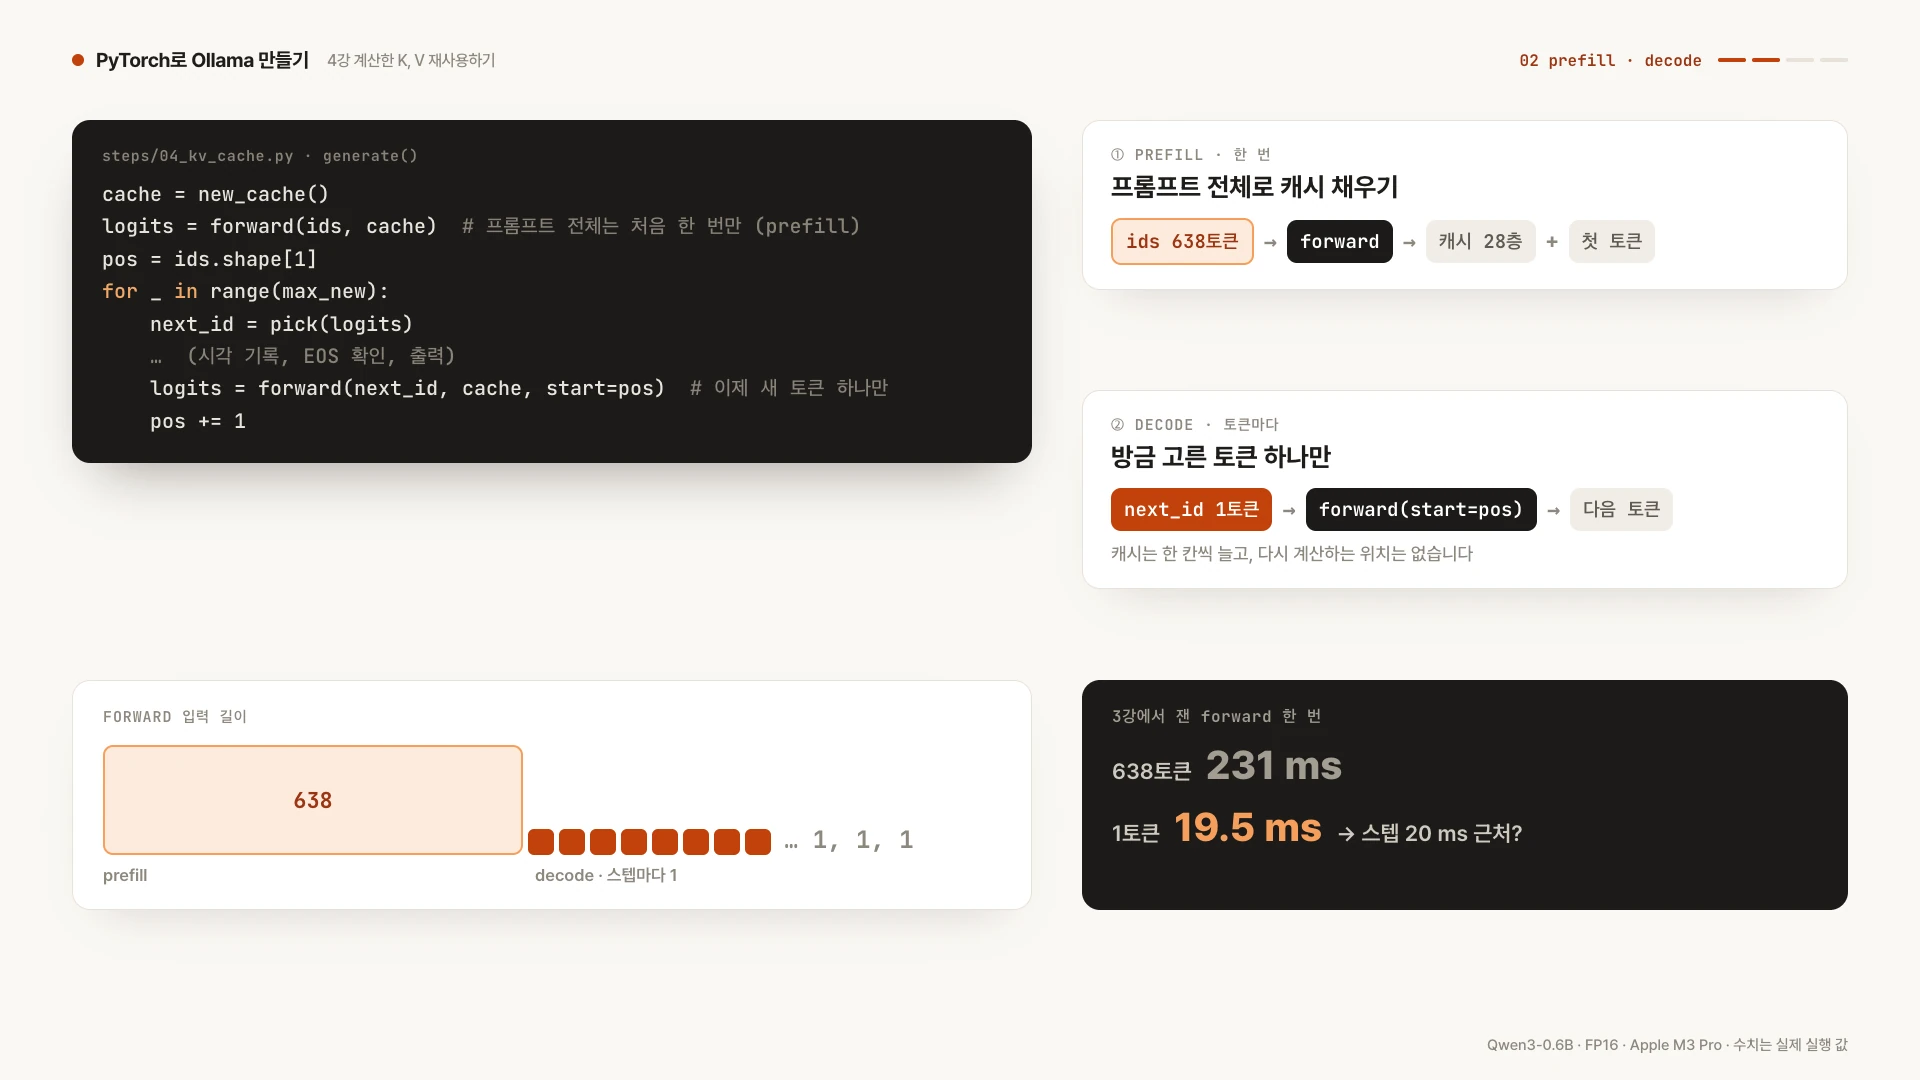 PyTorch로 Ollama 만들기 4강 계산한 K, V 재사용하기
02 prefill · decode
steps/04_kv_cache.py · generate()
cache = new_cache()
logits = forward(ids, cache)  # 프롬프트 전체는 처음 한 번만 (prefill)
pos = ids.shape[1]
for _ in range(max_new):
    next_id = pick(logits)
    …  (시각 기록, EOS 확인, 출력)
    logits = forward(next_id, cache, start=pos)  # 이제 새 토큰 하나만
    pos += 1
① PREFILL · 한 번
프롬프트 전체로 캐시 채우기
ids 638토큰 → forward → 캐시 28층 + 첫 토큰
② DECODE · 토큰마다
방금 고른 토큰 하나만
next_id 1토큰 → forward(start=pos) → 다음 토큰
캐시는 한 칸씩 늘고, 다시 계산하는 위치는 없습니다
FORWARD 입력 길이
638
… 1, 1, 1
prefill
decode · 스텝마다 1
3강에서 잰 forward 한 번
638토큰 231 ms
1토큰 19.5 ms → 스텝 20 ms 근처?
Qwen3-0.6B · FP16 · Apple M3 Pro · 수치는 실제 실행 값